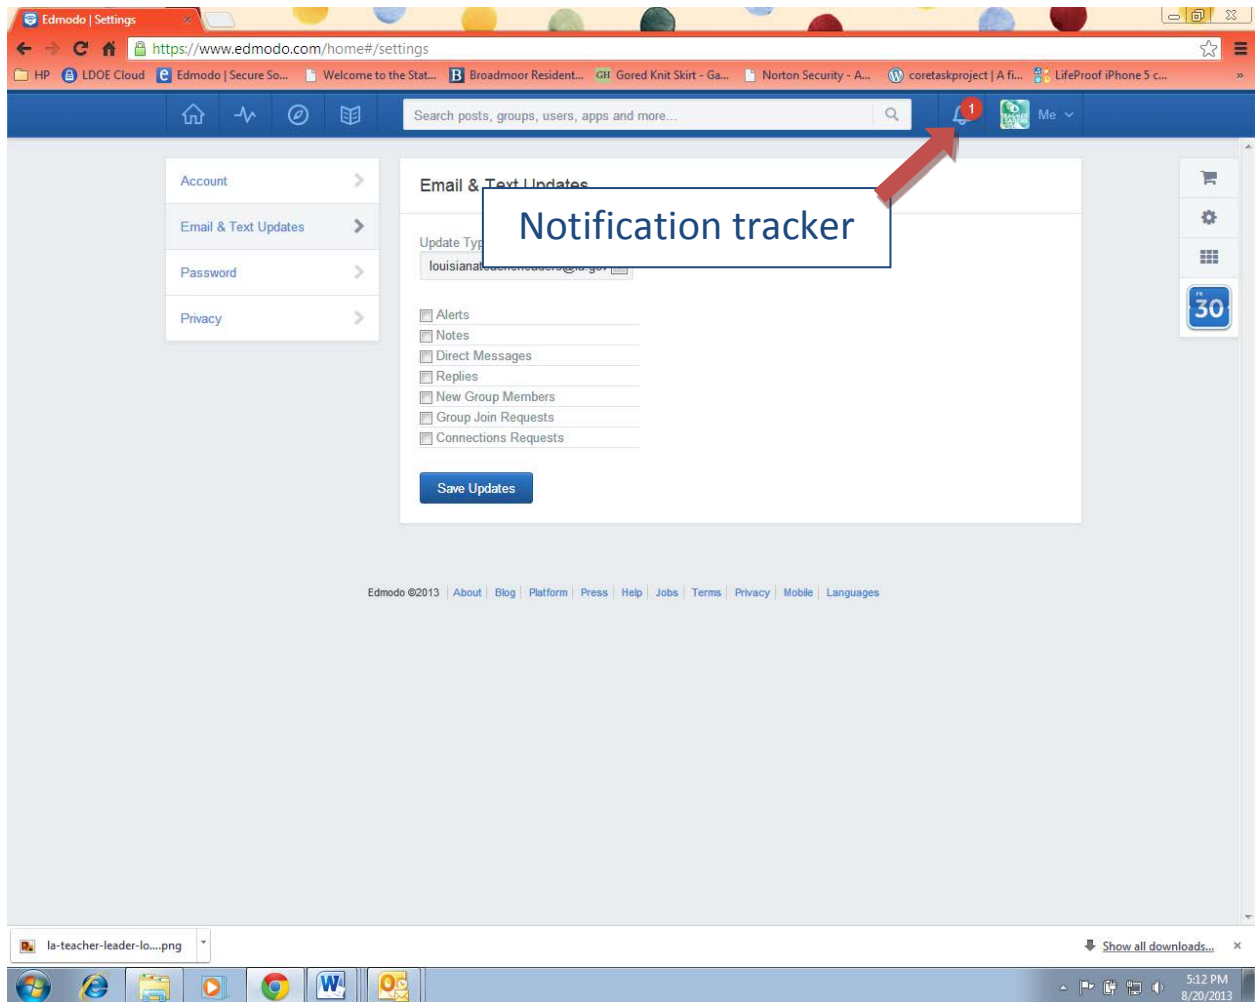 Edmodo | Settings
https://www.edmodo.com/home#/settings
HP LDOE Cloud Edmodo | Secure So... Welcome to the Stat... Broadmoor Resident... GH Gored Knit Skirt - Ga... Norton Security - A... coretaskproject | A fi... LifeProof iPhone 5 c... »
Search posts, groups, users, apps and more... 1 Me
Account
Email & Text Updates
Password
Privacy
Email & Text Updates
Notification tracker
Update Typ
Alerts
Notes
Direct Messages
Replies
New Group Members
Group Join Requests
Connections Requests
Save Updates
30
Edmodo ©2013 | About | Blog | Platform | Press | Help | Jobs | Terms | Privacy | Mobile | Languages
la-teacher-leader-lo....png
Show all downloads...
5:12 PM
8/20/2013